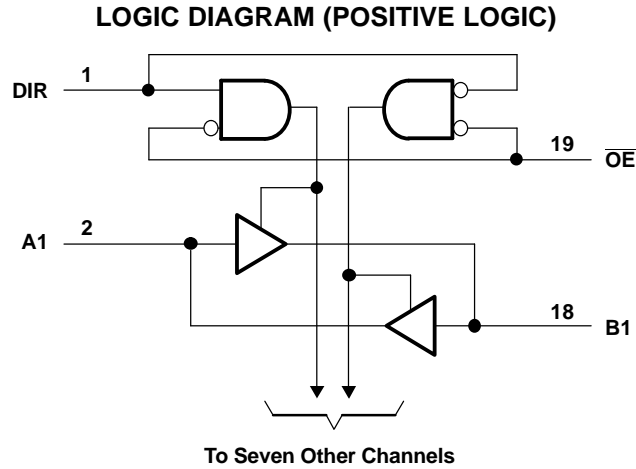 LOGIC DIAGRAM (POSITIVE LOGIC)
DIR 1
19 OE
A1 2
18 B1
To Seven Other Channels